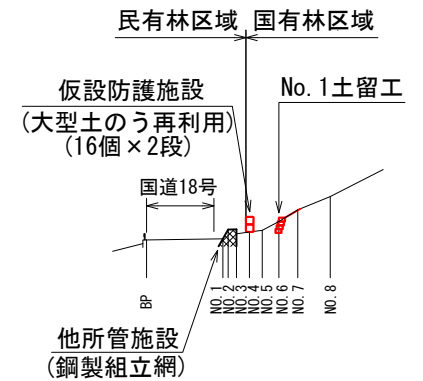 民有林区域 国有林区域
仮設防護施設
(大型土のう再利用)
(16個×2段)
No.1土留工
国道18号
BP
NO.1
NO.2
NO.3
NO.4
NO.5
NO.6
NO.7
NO.8
他所管施設
(鋼製組立網)